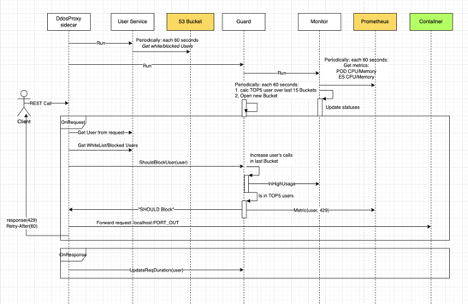 DdosProxy
sidecar
User Service
S3 Bucket
Guard
Monitor
Prometheus
Container
Run
Periodically: each 60 seconds
Get white/blocked Users
Run
Run
Periodically: each 60 seconds
Get metrics:
POD CPU/Memory
ES CPU/Memory
Periodically: each 60 seconds:
1. calc TOP5 user over last 15 Buckets
2. Open new Bucket
Update statuses
REST Call
Client
OnRequest
Get User from request
Get WhiteList/Blocked Users
ShouldBlockUser(user)
Increase user's calls
in last Bucket
InHighUsage
Is in TOP5 users
"SHOULD Block"
Metric(user, 429)
response(429)
Retry-After(60)
Forward request: localhost:PORT_OUT
OnResponse
UpdateReqDuration(user)